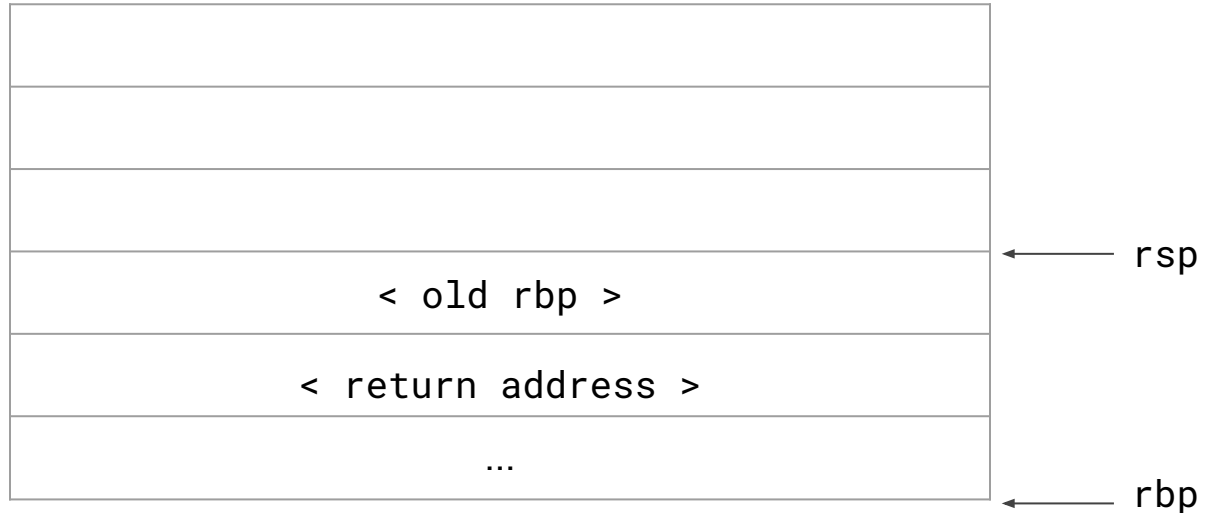 rsp
< old rbp >
< return address >
...
rbp